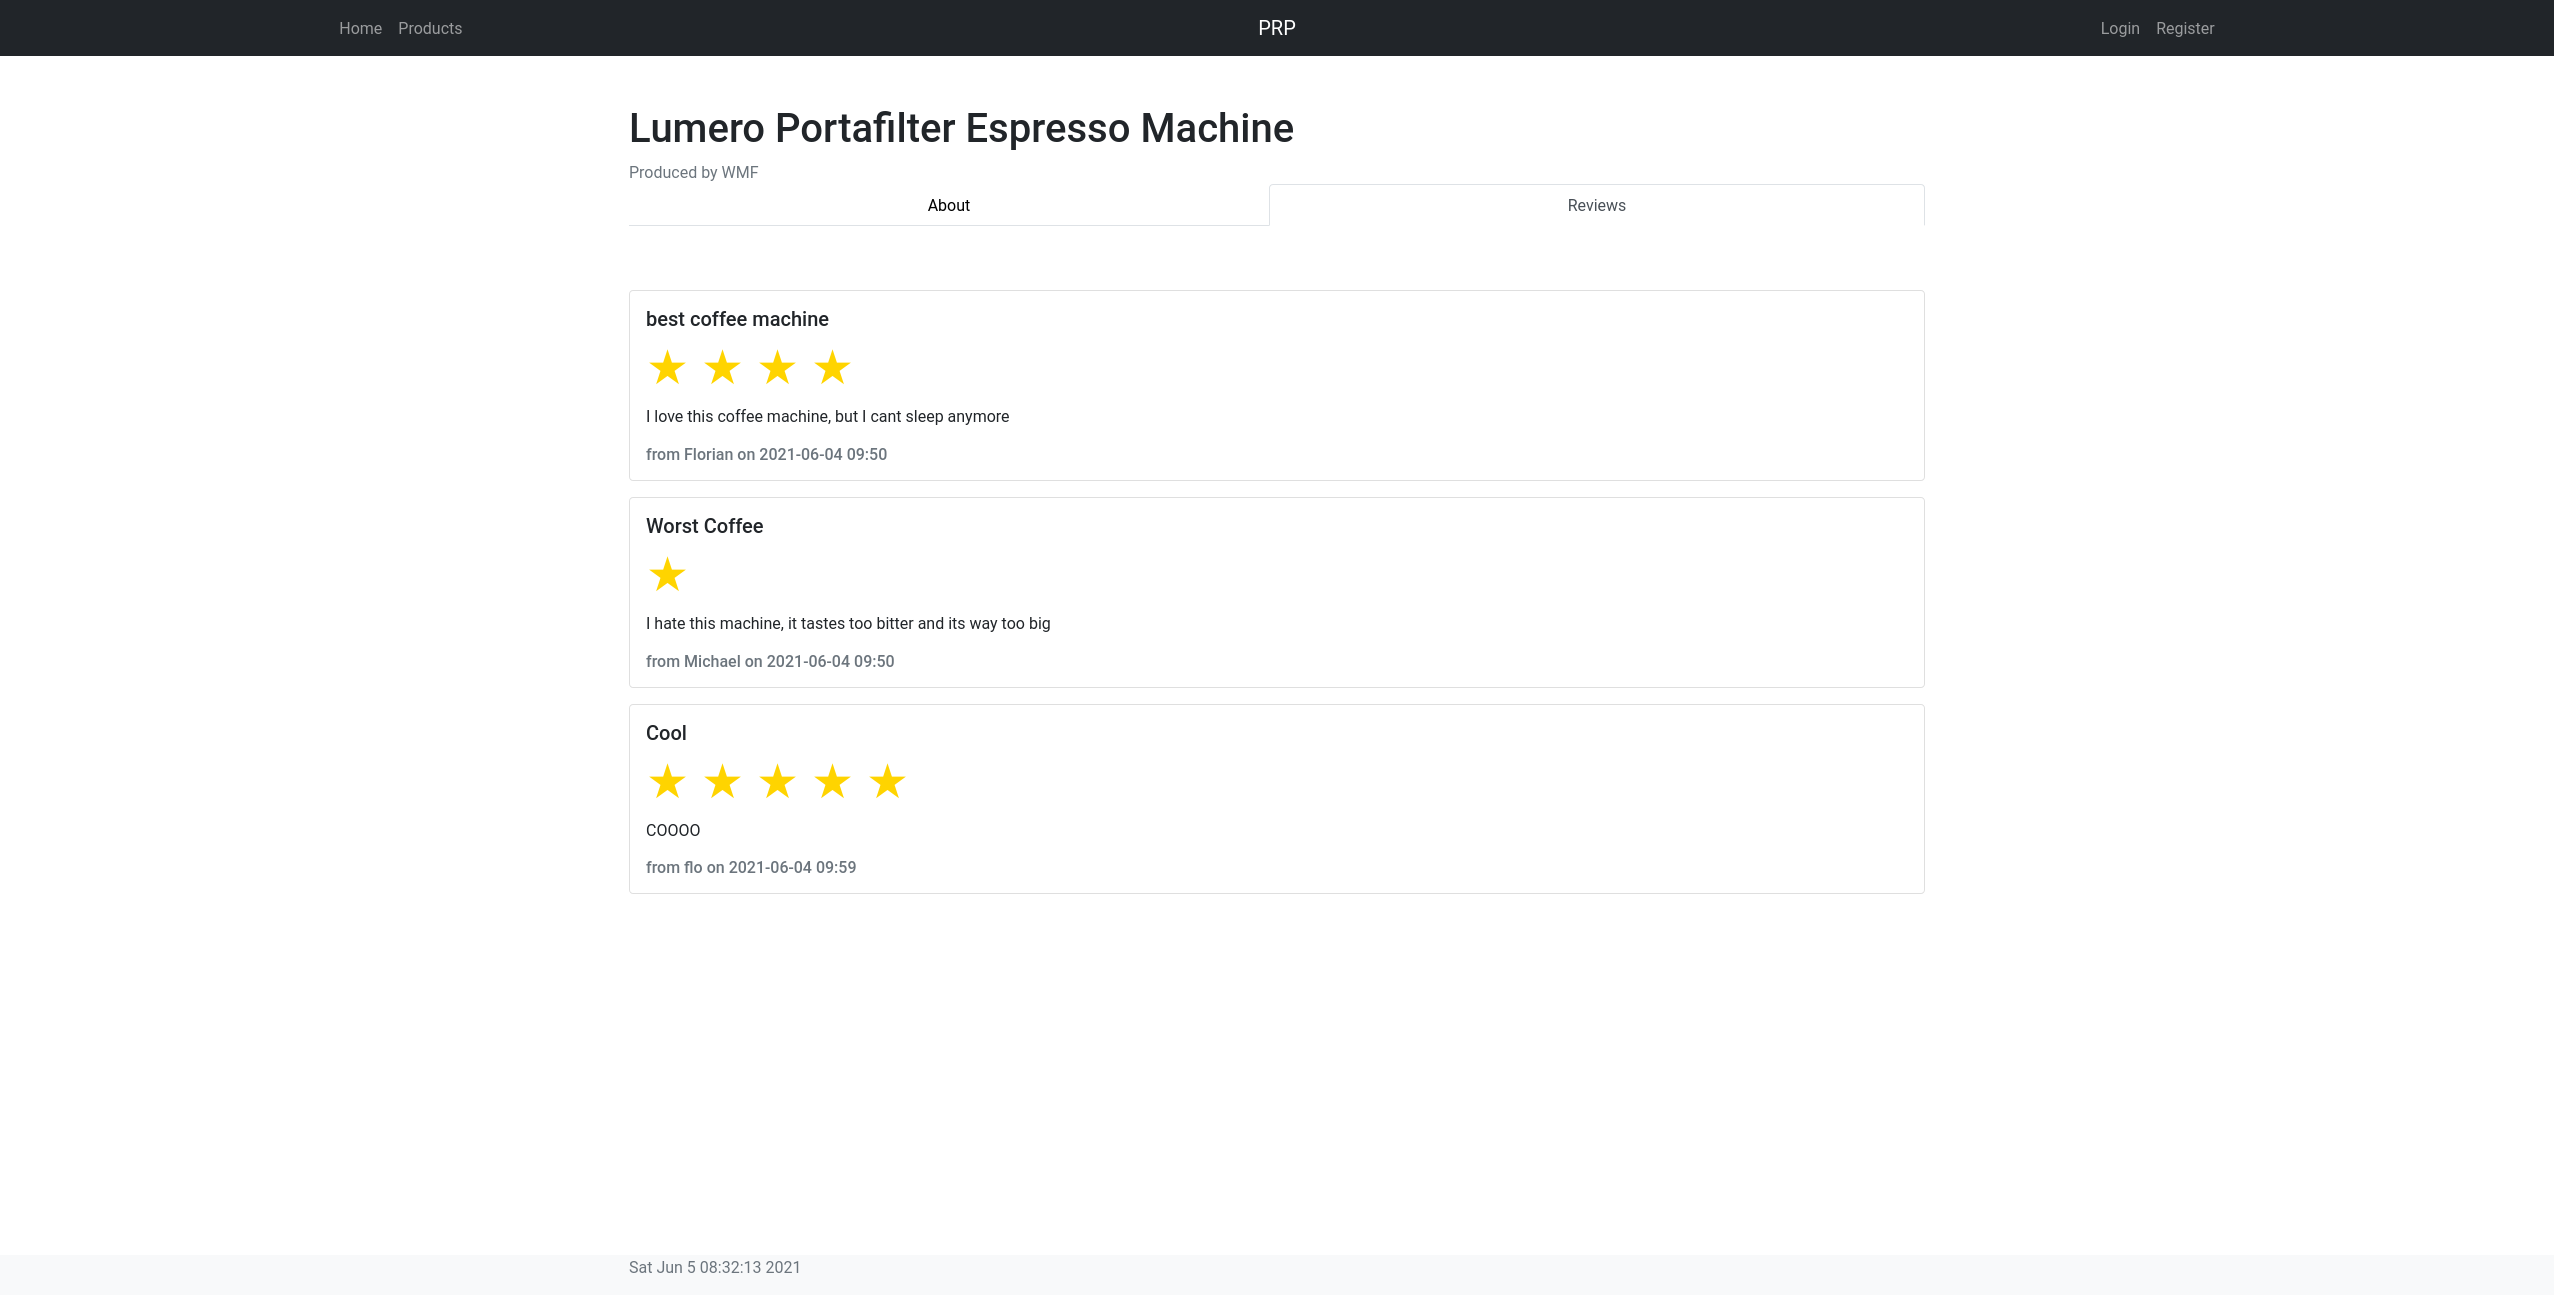 Home Products PRP Login Register
Lumero Portafilter Espresso Machine
Produced by WMF
About Reviews
best coffee machine
I love this coffee machine, but I cant sleep anymore
from Florian on 2021-06-04 09:50
Worst Coffee
I hate this machine, it tastes too bitter and its way too big
from Michael on 2021-06-04 09:50
Cool
COOOO
from flo on 2021-06-04 09:59
Sat Jun 5 08:32:13 2021